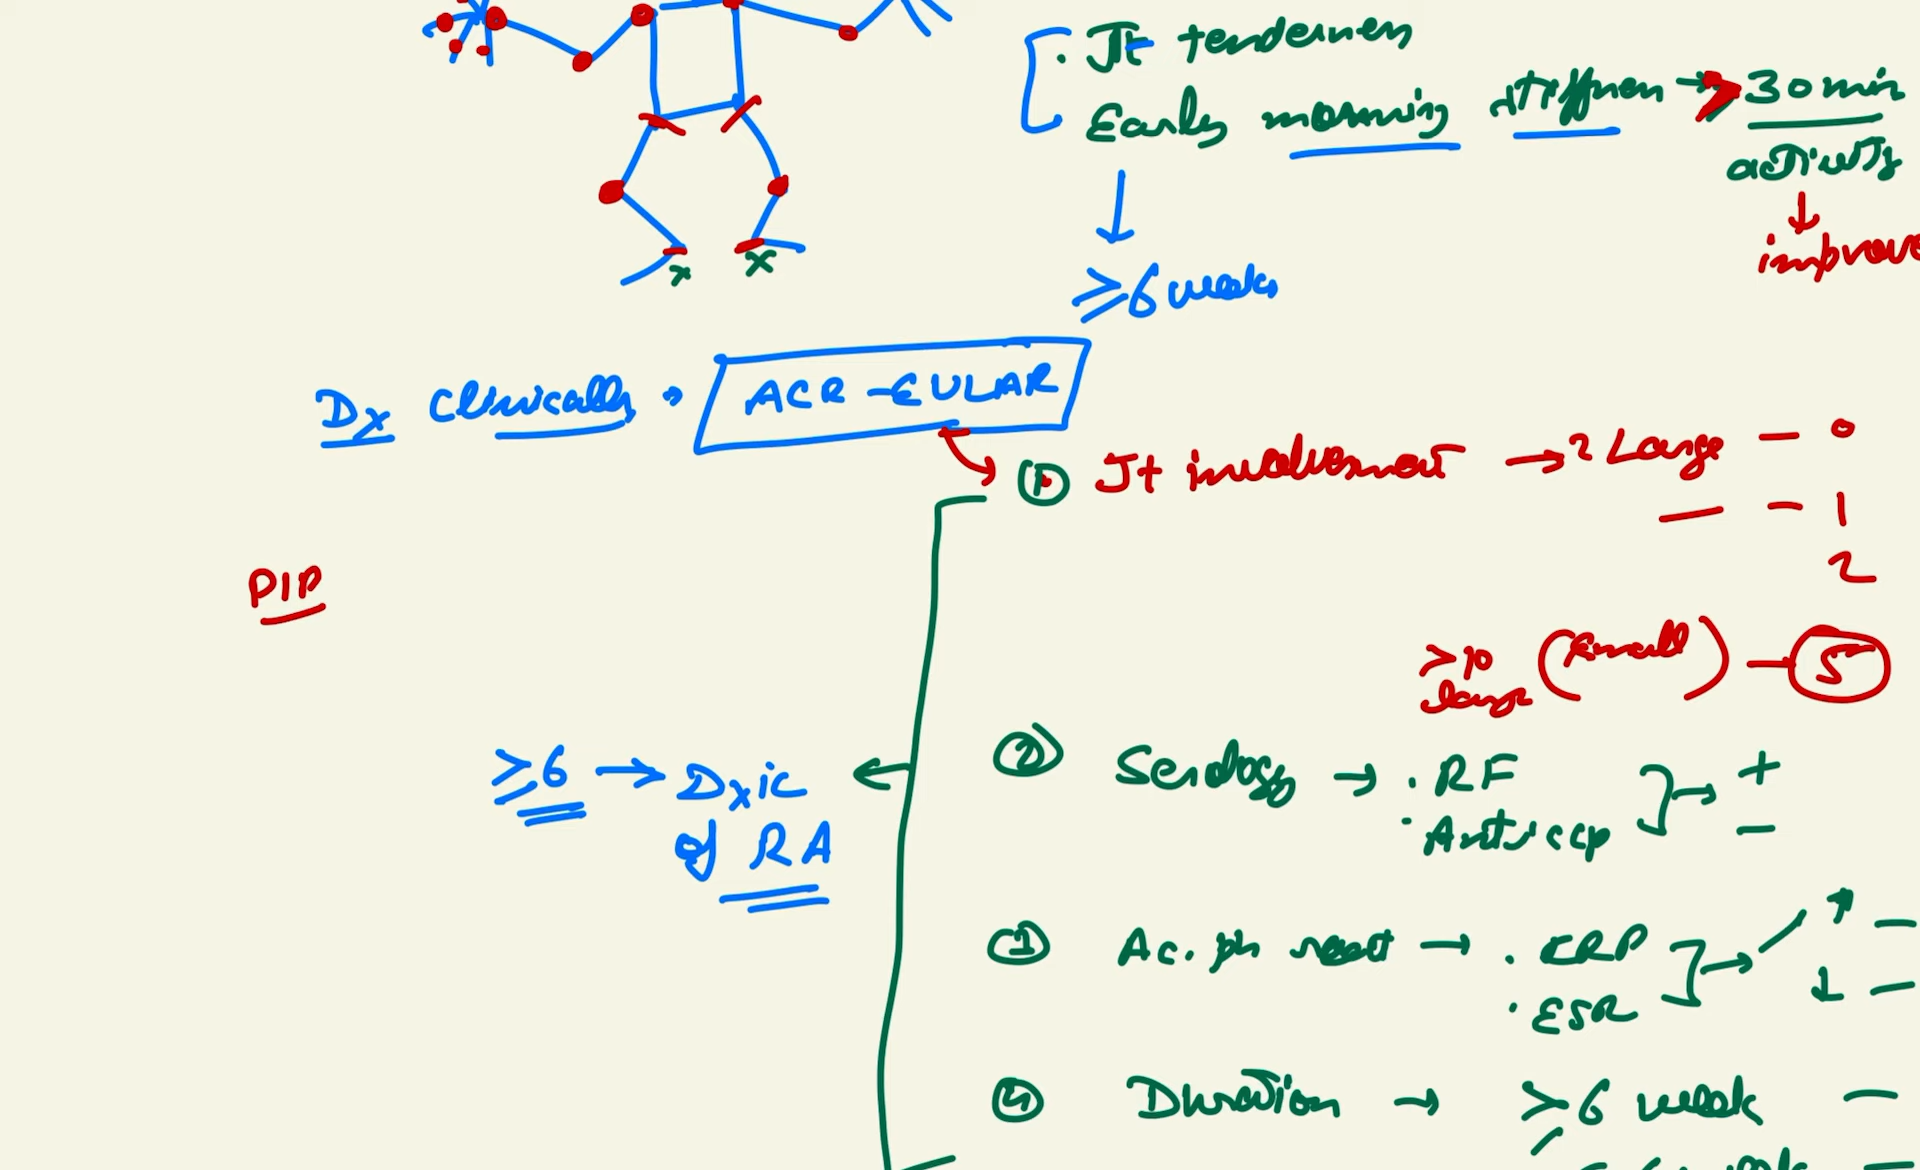 . Jt tenderness
Early morning stiffness → > 30 min
activity
↓
improve
≥ 6 weeks
x x
Dx Clinically . ACR - EULAR
① Jt involvement → 2 Large — 0
— — 1
2
PIP
>10 (small) — 5
large
② Serology → . RF
. Anti ccp
+
-
≥6 → Dxic
of RA
③ Ac. ph react → . CRP
. ESR
↑ —
↓ —
④ Duration → ≥6 week —